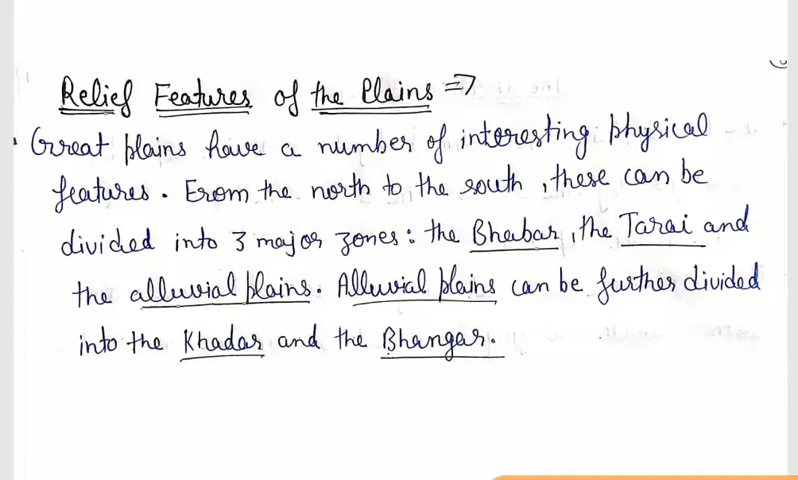 Relief Features of the Plains ⇒
• Great plains have a number of interesting physical
features. From the north to the south, these can be
divided into 3 major zones: the Bhabar, the Tarai and
the alluvial plains. Alluvial plains can be further divided
into the Khadar and the Bhangar.